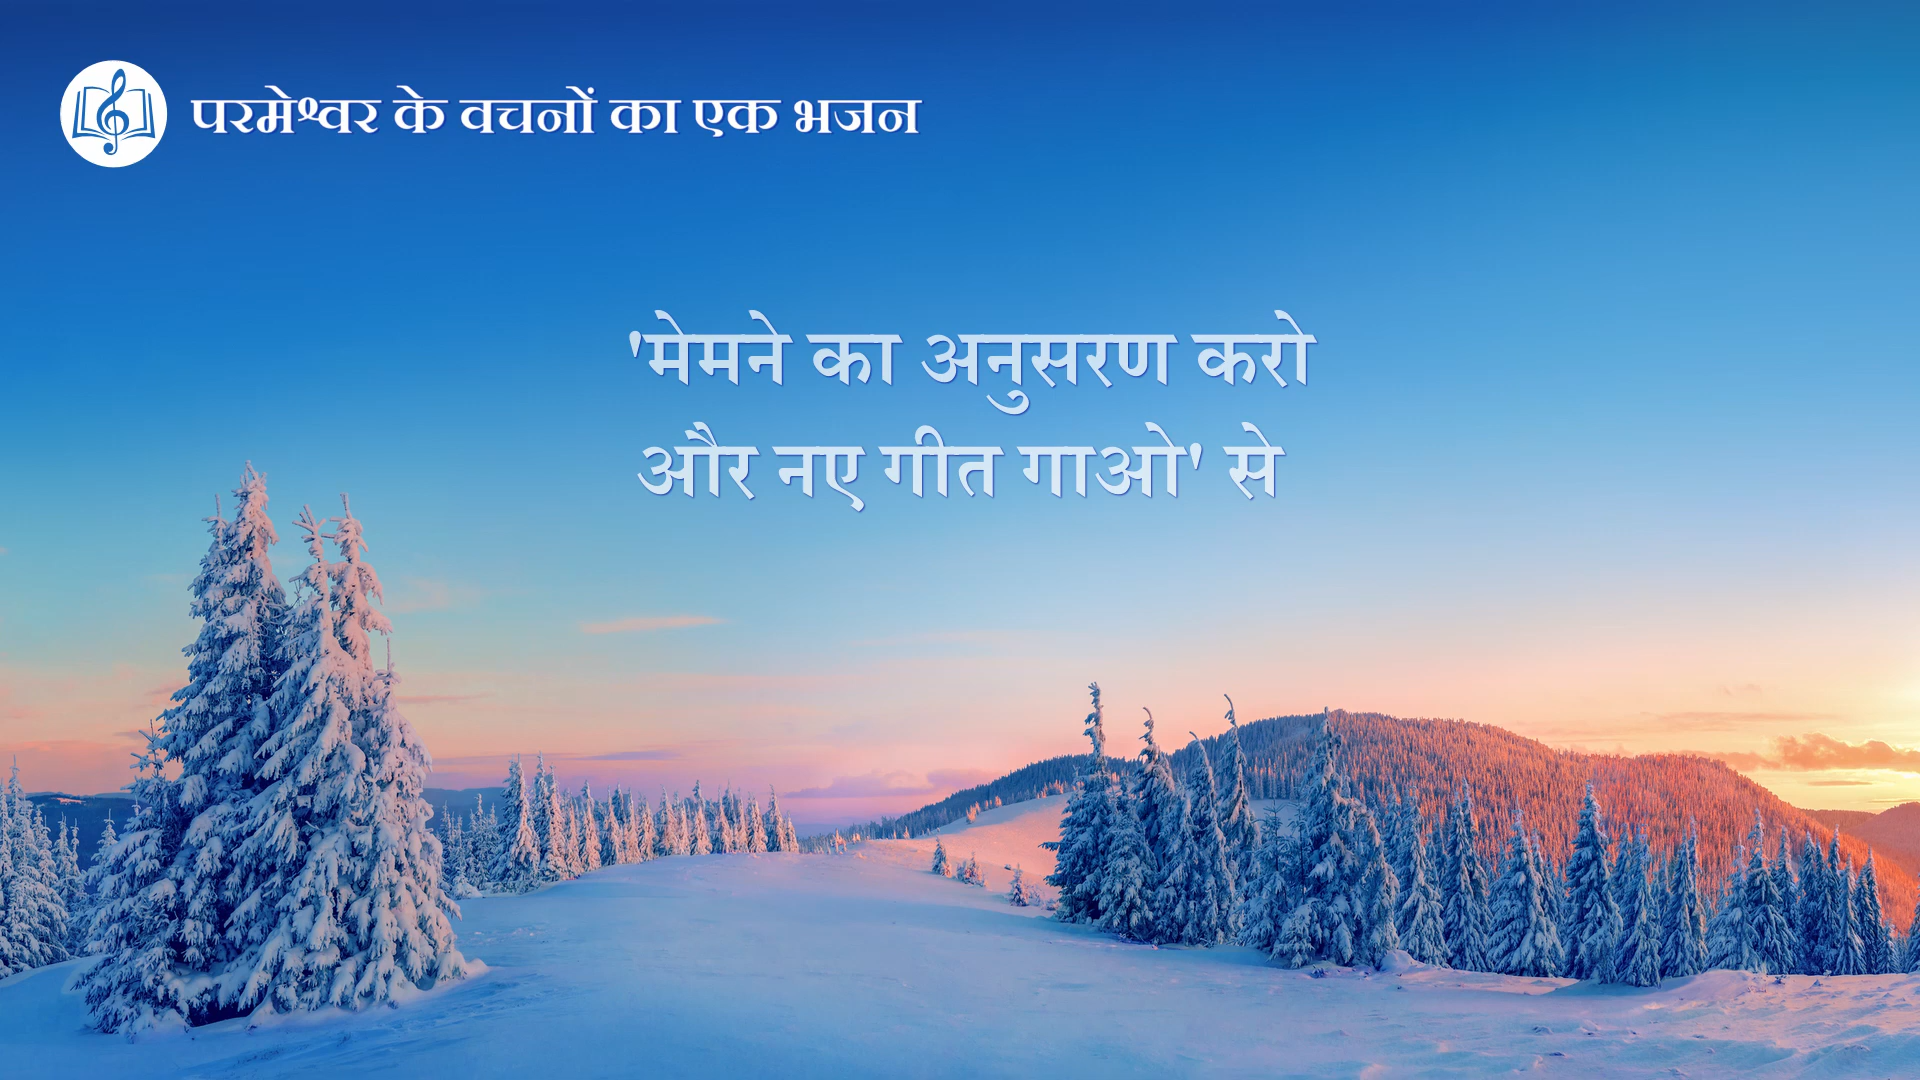 परमेश्वर के वचनों का एक भजन
'मेमने का अनुसरण करो
और नए गीत गाओ' से